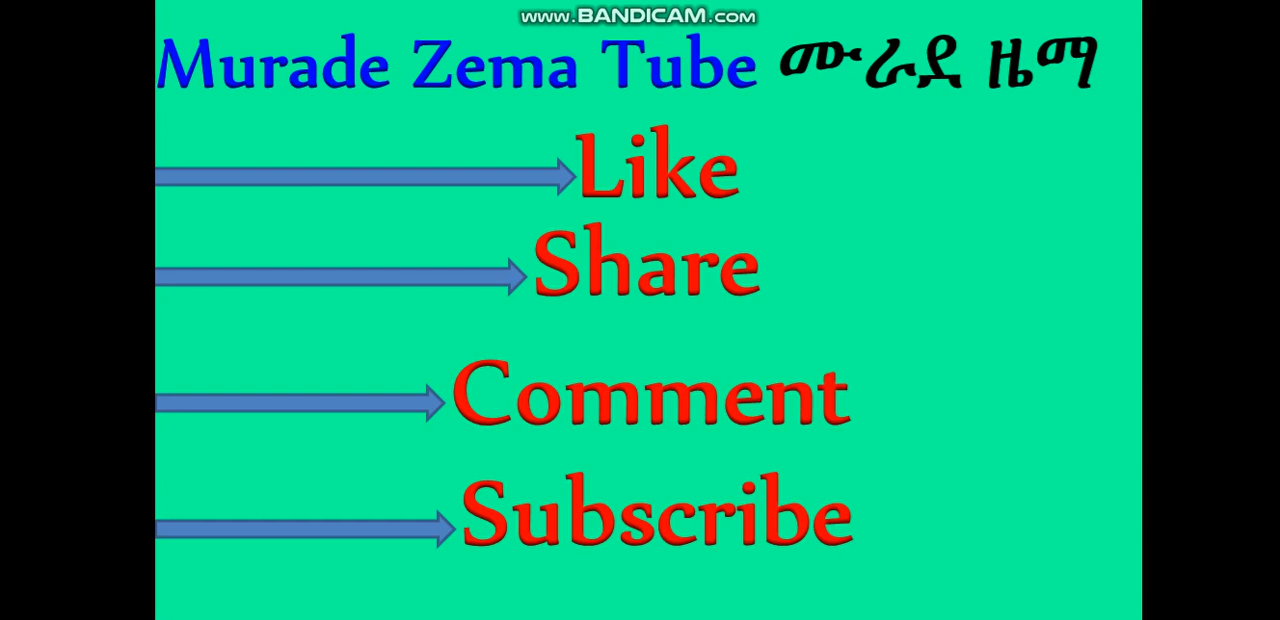 www.BANDICAM.com
Murade Zema Tube ሙራደ ዜማ
Like
Share
Comment
Subscribe